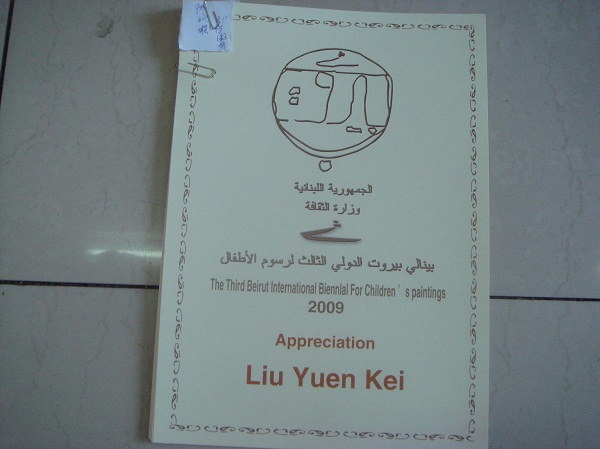 الجمهورية اللبنانية
وزارة الثقافة
بينالي بيروت الدولي الثالث لرسوم الأطفال
The Third Beirut International Biennial For Children's paintings
2009
Appreciation
Liu Yuen Kei